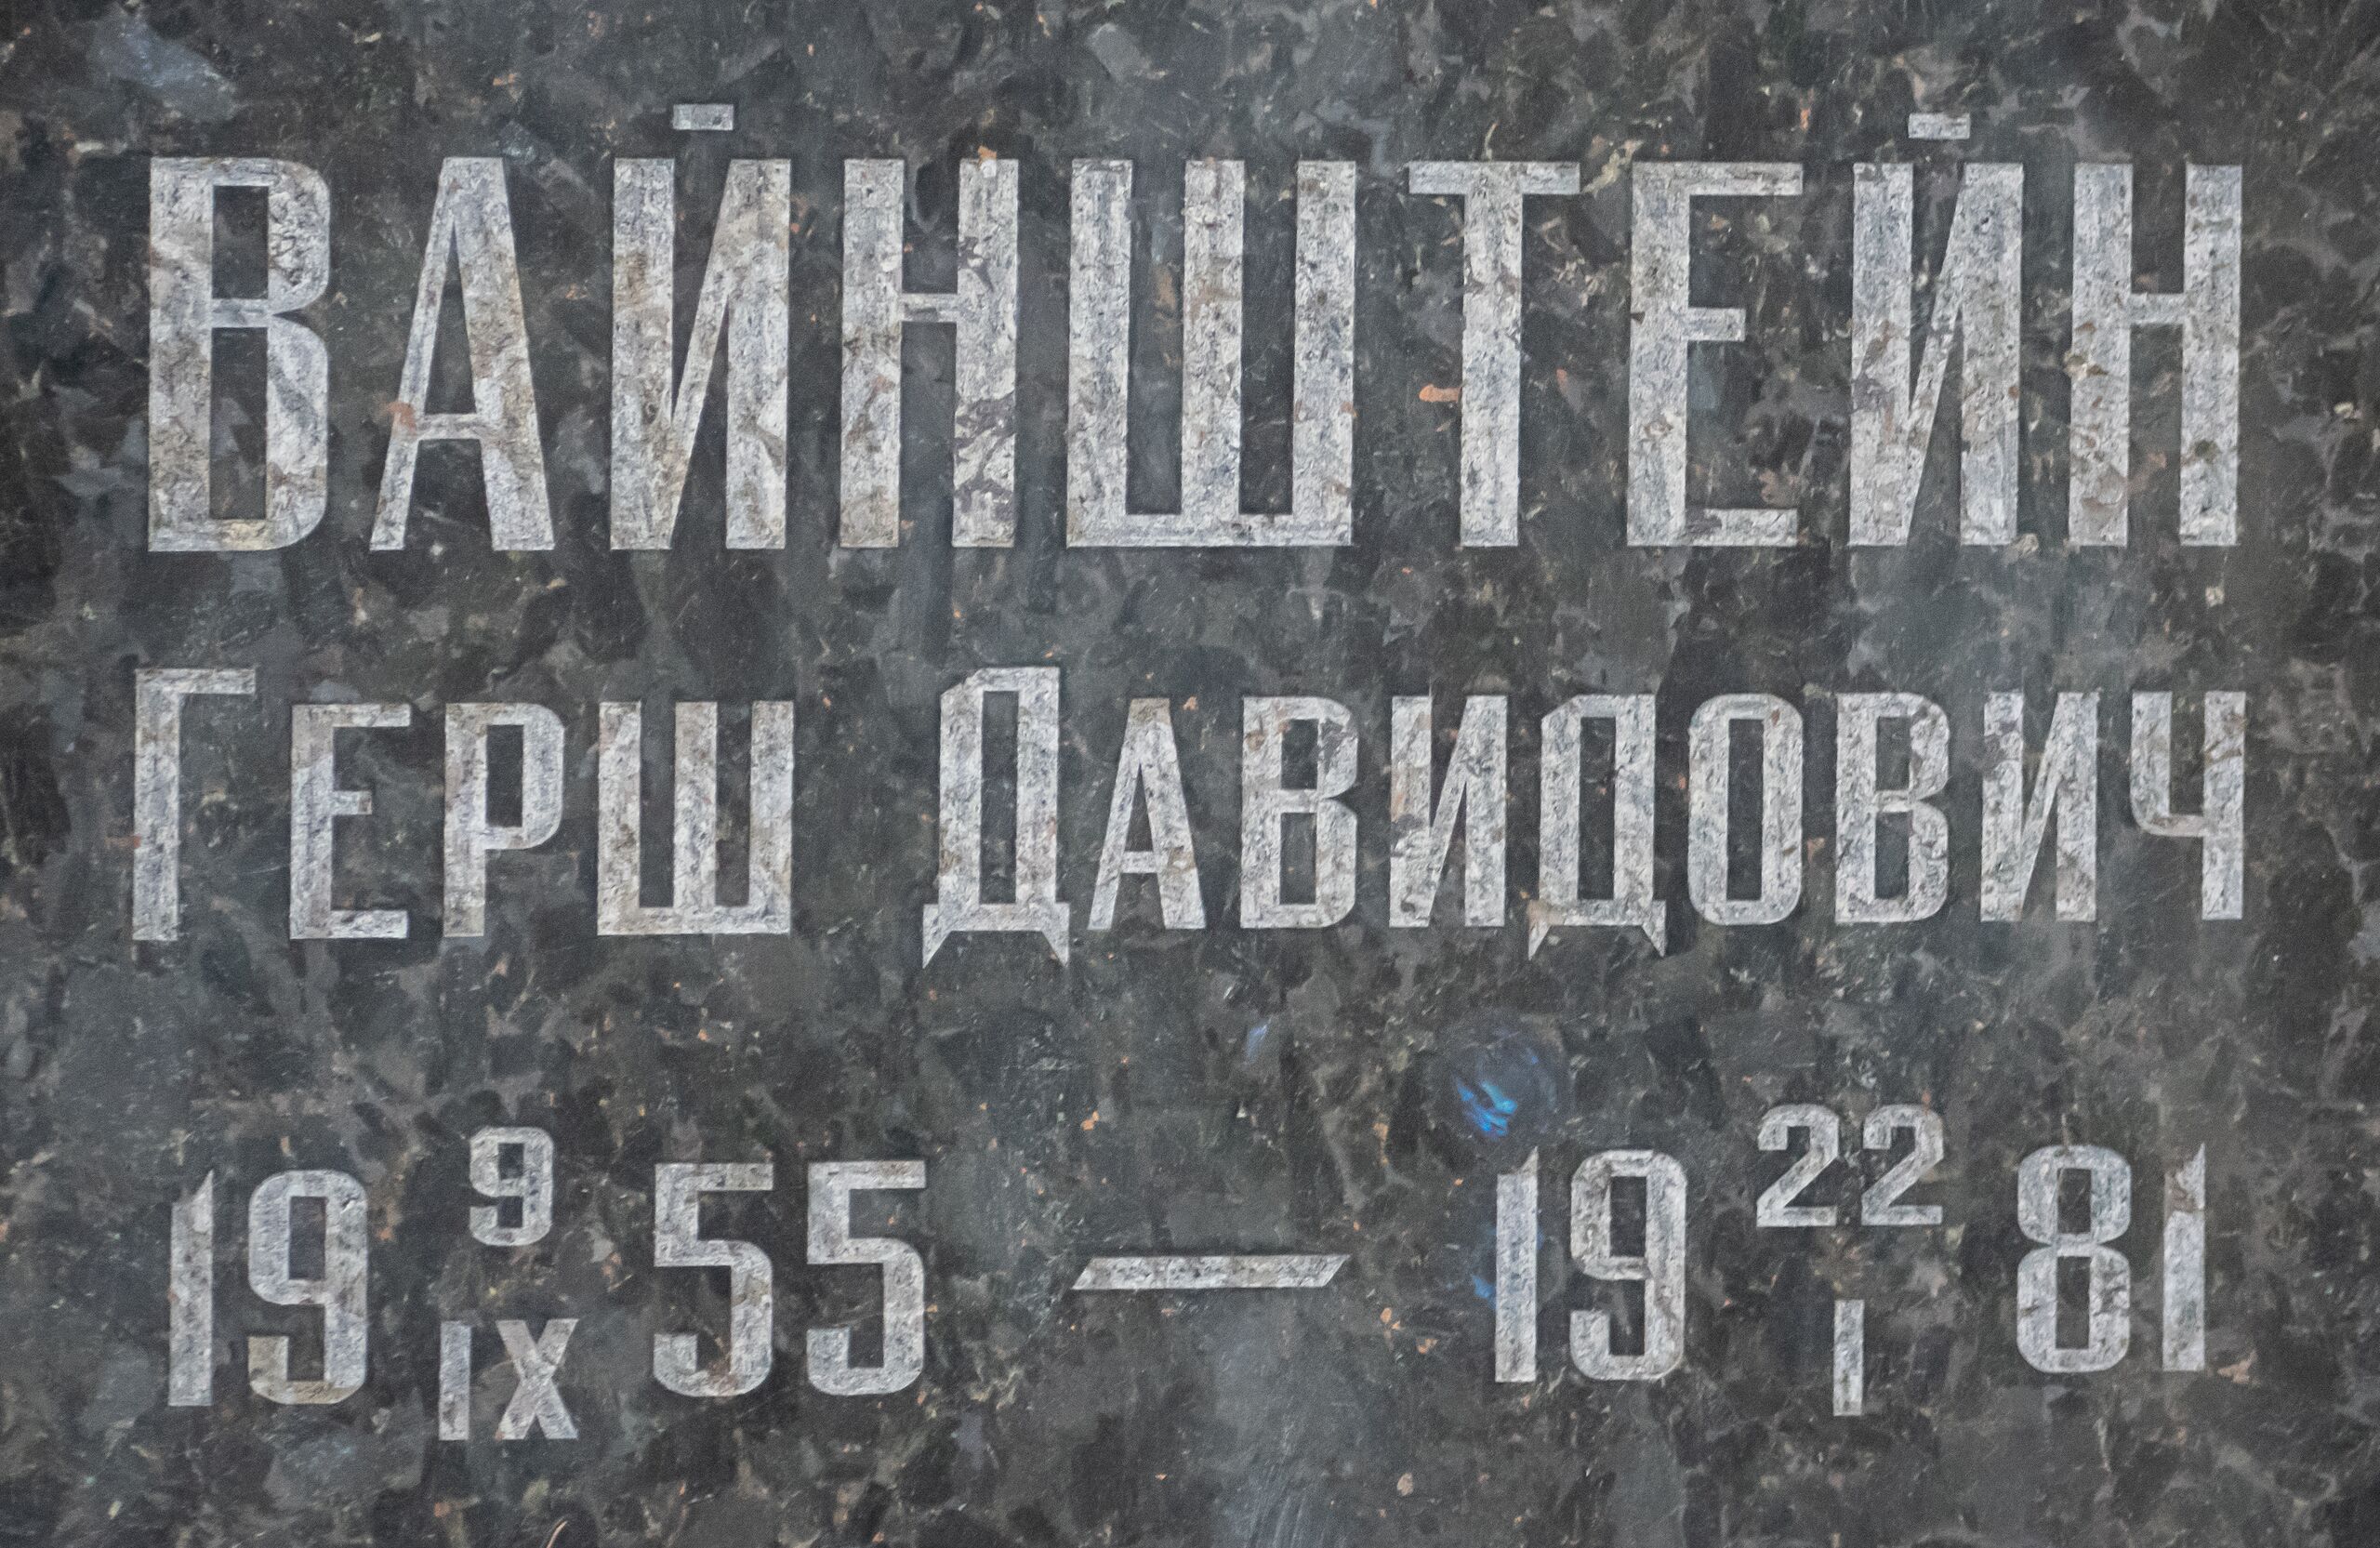 ВАЙНШТЕЙН
ГЕРШ ДАВИДОВИЧ
19 9/IX 55 — 19 22/I 81